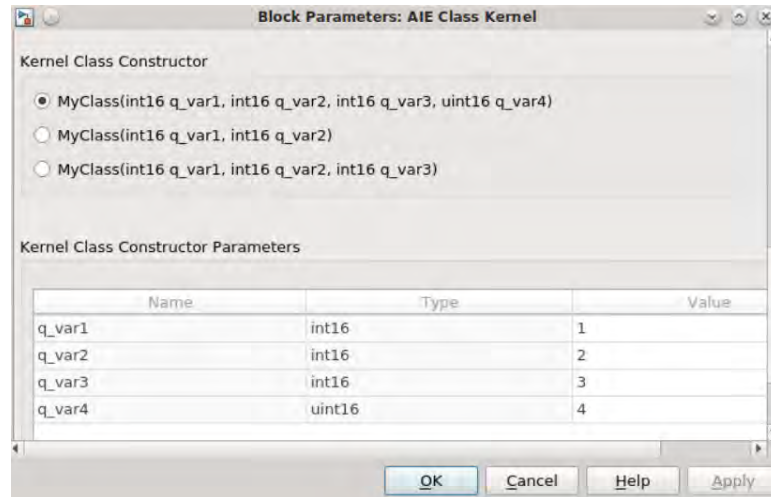 Block Parameters: AIE Class Kernel
Kernel Class Constructor
MyClass(int16 q_var1, int16 q_var2, int16 q_var3, uint16 q_var4)
MyClass(int16 q_var1, int16 q_var2)
MyClass(int16 q_var1, int16 q_var2, int16 q_var3)
Kernel Class Constructor Parameters
Name Type Value
q_var1 int16 1
q_var2 int16 2
q_var3 int16 3
q_var4 uint16 4
OK Cancel Help Apply